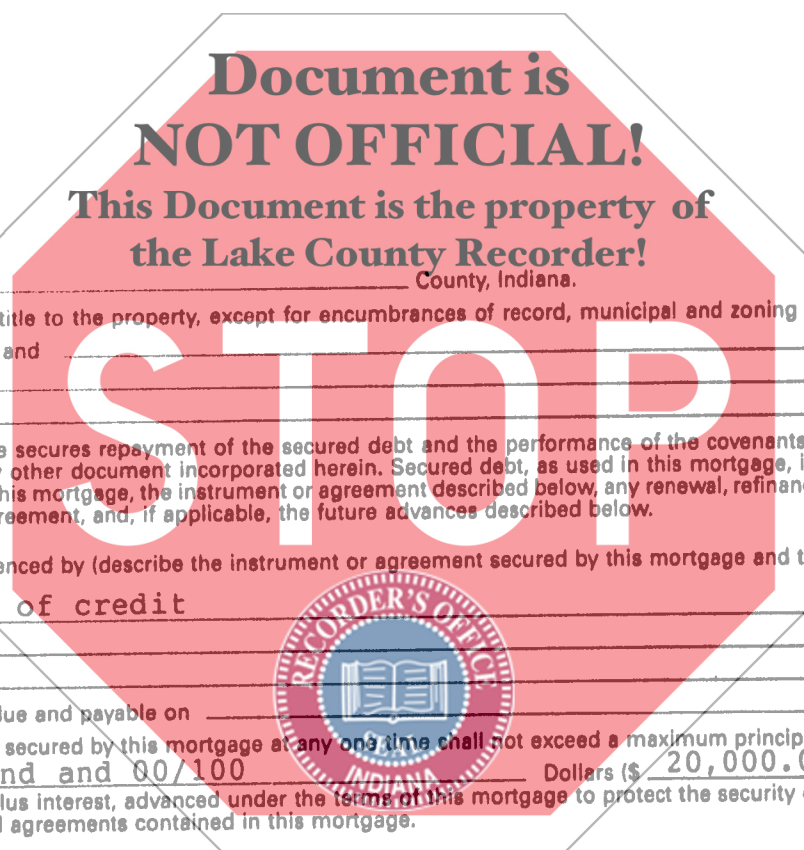 Document is
NOT OFFICIAL!
This Document is the property of
the Lake County Recorder!
County, Indiana.
title to the property, except for encumbrances of record, municipal and zoning
and
STOP
secures repayment of the secured debt and the performance of the covenants
other document incorporated herein. Secured debt, as used in this mortgage, i
his mortgage, the instrument or agreement described below, any renewal, refinanc
reement, and, if applicable, the future advances described below.
enced by (describe the instrument or agreement secured by this mortgage and t
of credit
RECORDER'S OFFICE
SEAL
INDIANA
due and payable on
secured by this mortgage at any one time shall not exceed a maximum princip
nd and 00/100 Dollars ($ 20,000.0
lus interest, advanced under the terms of this mortgage to protect the security
agreements contained in this mortgage.